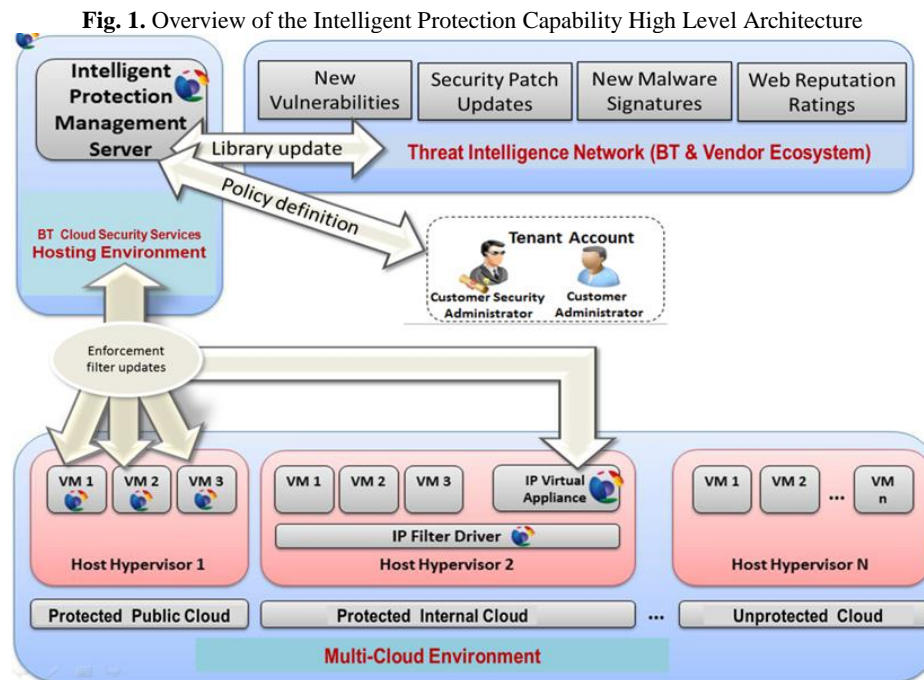 Fig. 1. Overview of the Intelligent Protection Capability High Level Architecture
Intelligent
Protection
Management
Server
New
Vulnerabilities
Security Patch
Updates
New Malware
Signatures
Web Reputation
Ratings
Library update
Threat Intelligence Network (BT & Vendor Ecosystem)
Policy definition
BT Cloud Security Services
Hosting Environment
Tenant Account
Customer Security
Administrator
Customer
Administrator
Enforcement
filter updates
VM 1
VM 2
VM 3
Host Hypervisor 1
VM 1
VM 2
VM 3
IP Virtual
Appliance
IP Filter Driver
Host Hypervisor 2
VM 1
VM 2
...
VM
n
Host Hypervisor N
Protected Public Cloud
Protected Internal Cloud
...
Unprotected Cloud
Multi-Cloud Environment